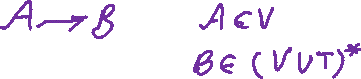 A → B A ∈ V
B ∈ (V ∪ T)*